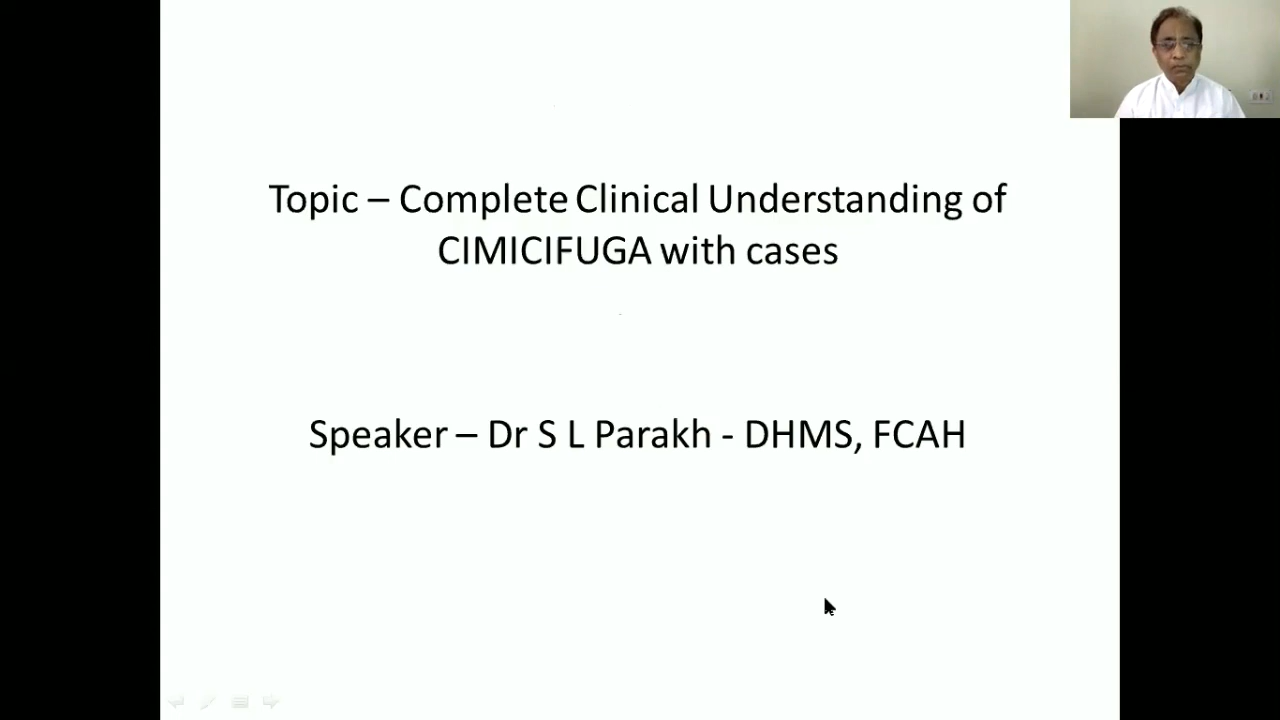 Topic – Complete Clinical Understanding of
CIMICIFUGA with cases
Speaker – Dr S L Parakh - DHMS, FCAH